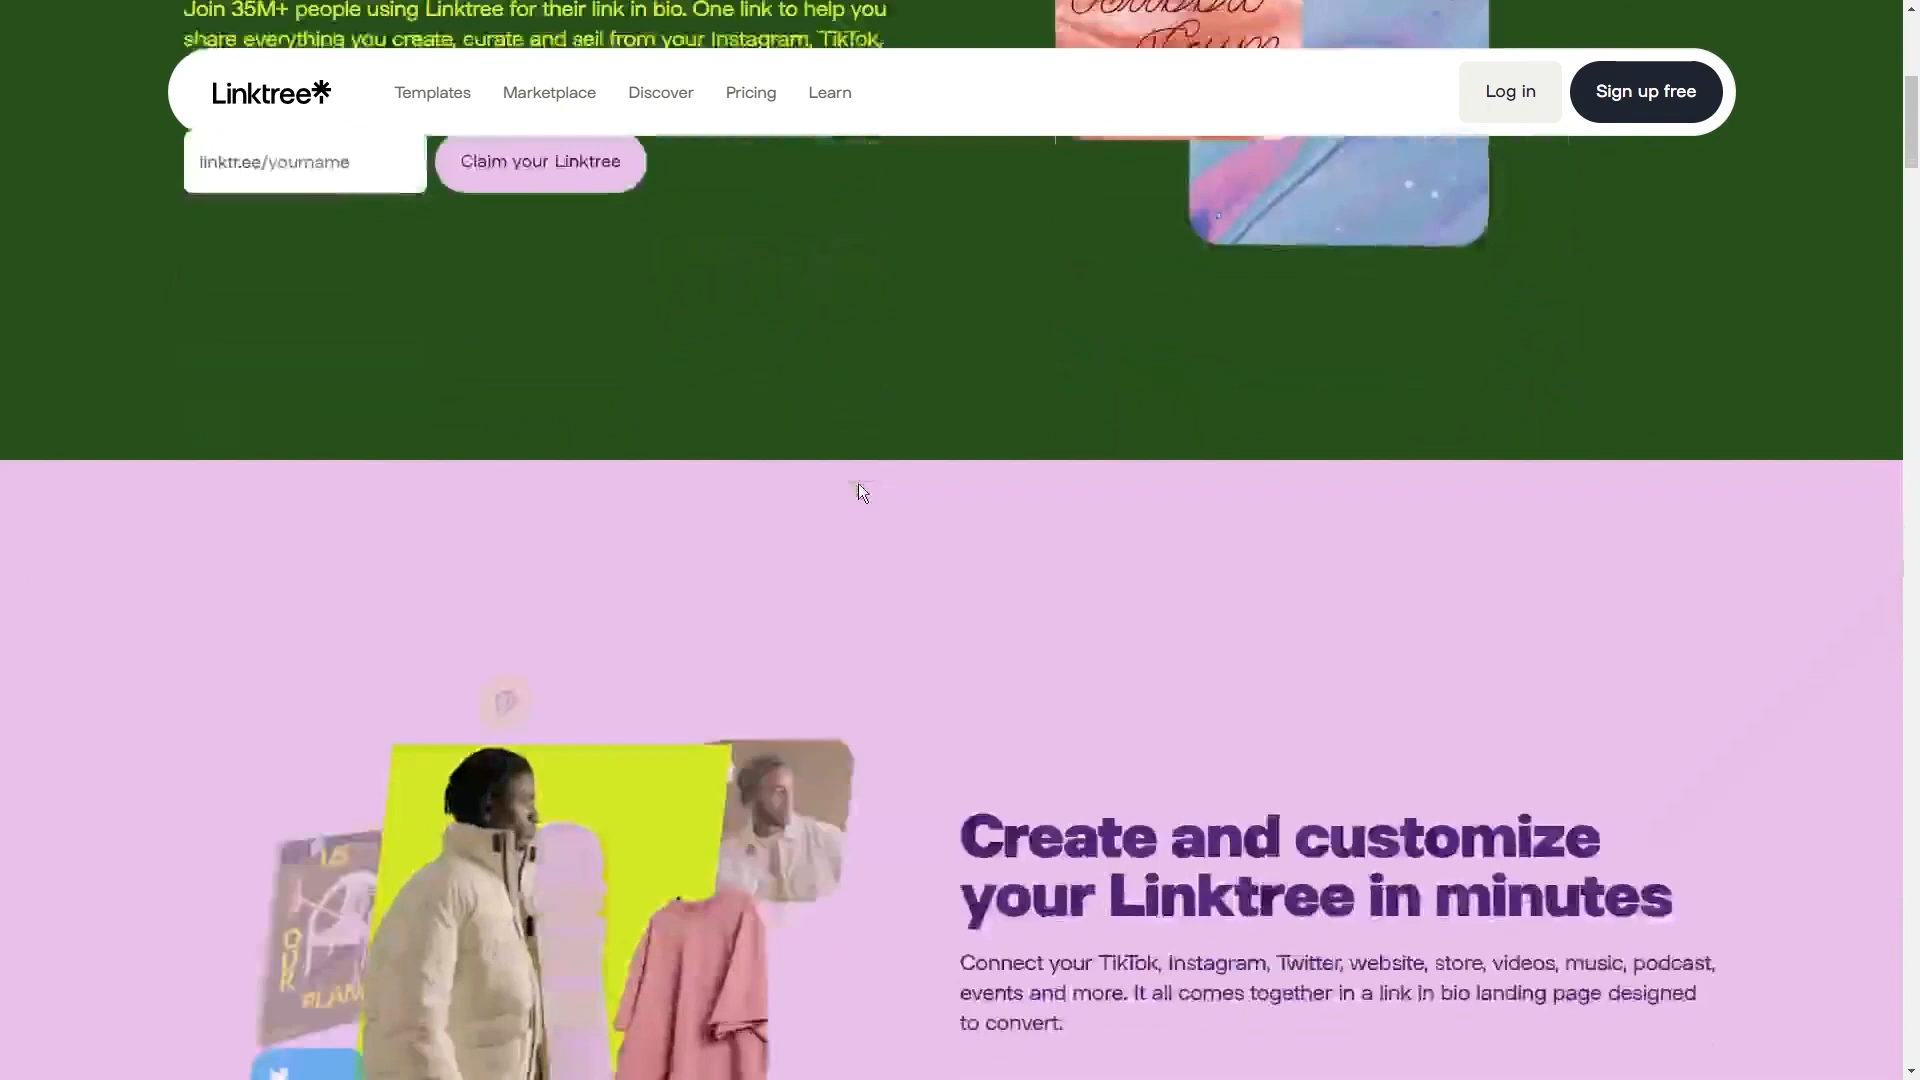 Join 35M+ people using Linktree for their link in bio. One link to help you
share everything you create, curate and sell from your Instagram, TikTok,
Linktree
Templates
Marketplace
Discover
Pricing
Learn
Log in
Sign up free
linktr.ee/yourname
Claim your Linktree
Create and customize
your Linktree in minutes
Connect your TikTok, Instagram, Twitter, website, store, videos, music, podcast,
events and more. It all comes together in a link in bio landing page designed
to convert.